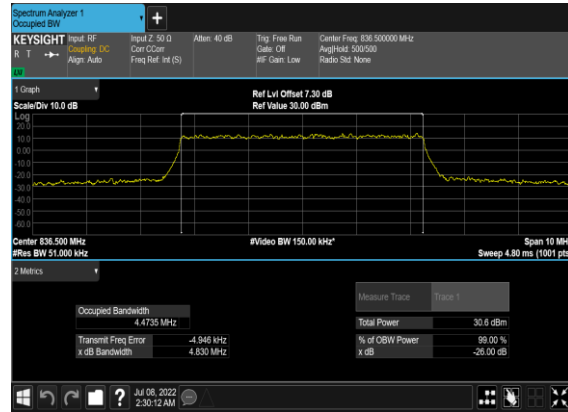 Spectrum Analyzer 1
Occupied BW
+
KEYSIGHT Input: RF Input Z: 50 Ω Atten: 40 dB Trig: Free Run Center Freq: 836.500000 MHz
R T Coupling: DC Corr CCorr Gate: Off Avg|Hold: 500/500
Align: Auto Freq Ref: Int (S) #IF Gain: Low Radio Std: None
LXI
1 Graph
Ref Lvl Offset 7.30 dB
Scale/Div 10.0 dB Ref Value 30.00 dBm
Log
20.0
10.0
0.00
-10.0
-20.0
-30.0
-40.0
-50.0
-60.0
Center 836.500 MHz #Video BW 150.00 kHz* Span 10 MH
#Res BW 51.000 kHz Sweep 4.80 ms (1001 pts
2 Metrics
Measure Trace Trace 1
Occupied Bandwidth
4.4735 MHz Total Power 30.6 dBm
Transmit Freq Error -4.946 kHz % of OBW Power 99.00 %
x dB Bandwidth 4.830 MHz x dB -26.00 dB
? Jul 08, 2022
2:30:12 AM